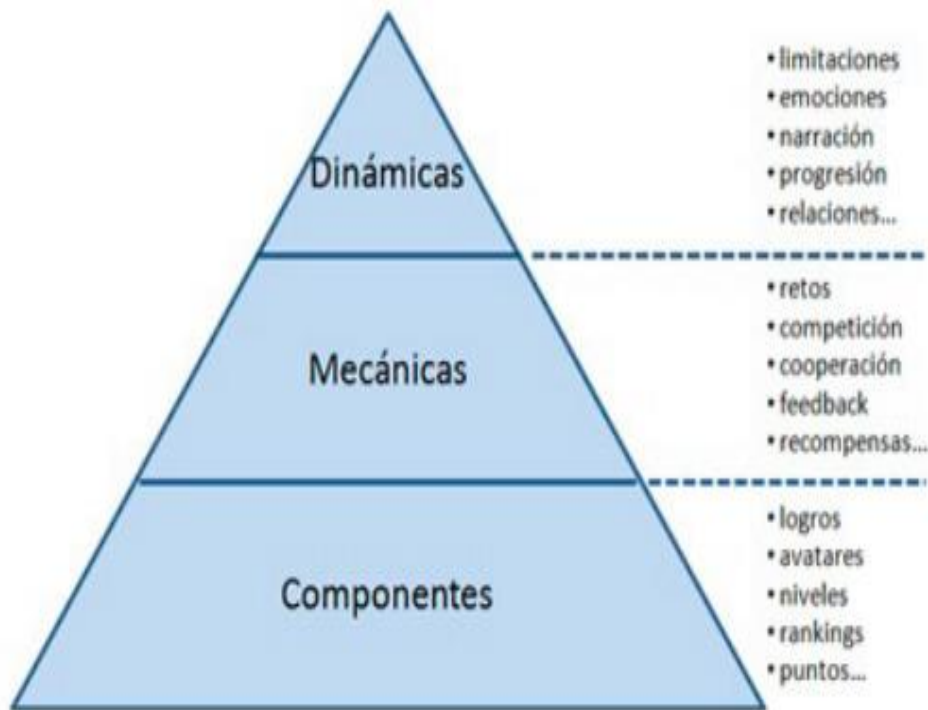 Dinámicas
• limitaciones
• emociones
• narración
• progresión
• relaciones...
Mecánicas
• retos
• competición
• cooperación
• feedback
• recompensas...
Componentes
• logros
• avatares
• niveles
• rankings
• puntos...